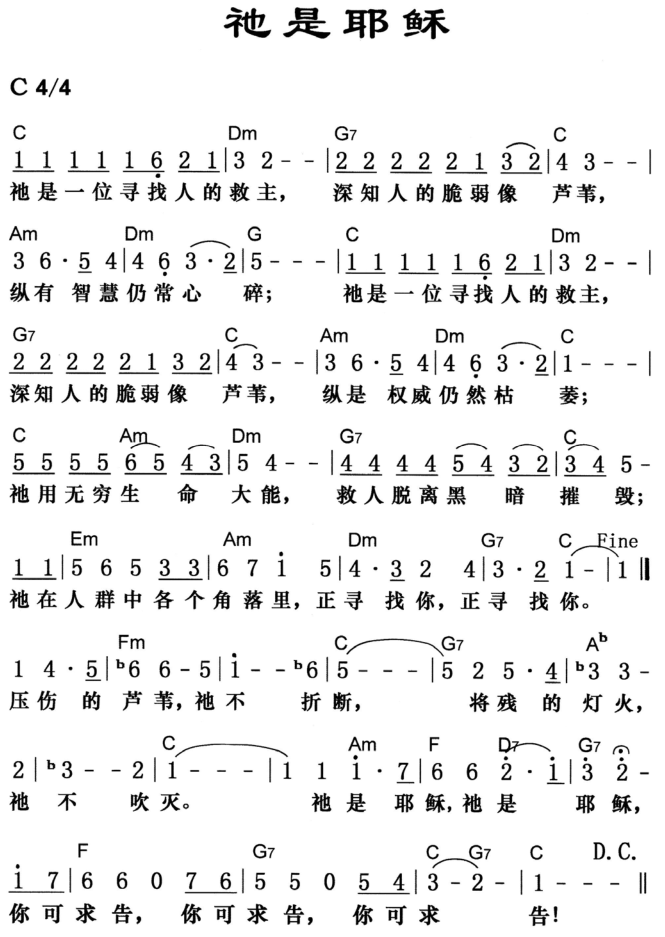 祂是耶稣
C 4/4
C Dm G7 C
1 1 1 1 1 6 2 1 | 3 2 - - | 2 2 2 2 2 1 3 2 | 4 3 - - |
祂是一位寻找人的救主， 深知人的脆弱像 芦苇，
Am Dm G C Dm
3 6 · 5 4 | 4 6 3 · 2 | 5 - - - | 1 1 1 1 1 6 2 1 | 3 2 - - |
纵有 智慧仍常心 碎； 祂是一位寻找人的救主，
G7 C Am Dm C
2 2 2 2 2 1 3 2 | 4 3 - - | 3 6 · 5 4 | 4 6 3 · 2 | 1 - - - |
深知人的脆弱像 芦苇， 纵是 权威仍然枯 萎；
C Am Dm G7 C
5 5 5 5 6 5 4 3 | 5 4 - - | 4 4 4 4 5 4 3 2 | 3 4 5 -
祂用无穷生 命 大能， 救人脱离黑 暗 摧 毁；
Em Am Dm G7 C Fine
1 1 | 5 6 5 3 3 | 6 7 i 5 | 4 · 3 2 4 | 3 · 2 1 - | 1 ‖
祂在人群中各个角落里，正寻 找你，正寻 找你。
Fm C G7 A♭
1 4 · 5 | ♭6 6 - 5 | i - - ♭6 | 5 - - - | 5 2 5 · 4 | ♭3 3 -
压伤 的 芦苇，祂不 折断， 将残 的 灯火，
C Am F D7 G7
2 | ♭3 - - 2 | 1 - - - | 1 1 i · 7 | 6 6 2 · i | 3 2 -
祂 不 吹灭。 祂是 耶稣，祂是 耶稣，
F G7 C G7 C D.C.
i 7 | 6 6 0 7 6 | 5 5 0 5 4 | 3 - 2 - | 1 - - - ‖
你可求告， 你可求告， 你可求 告！